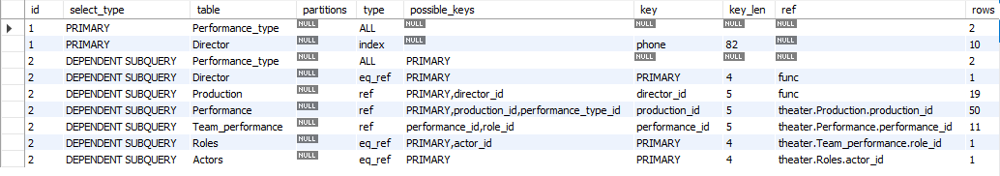 id select_type table partitions type possible_keys key key_len ref rows
1 PRIMARY Performance_type NULL ALL NULL NULL NULL NULL 2
1 PRIMARY Director NULL index NULL phone 82 NULL 10
2 DEPENDENT SUBQUERY Performance_type NULL ALL PRIMARY NULL NULL NULL 2
2 DEPENDENT SUBQUERY Director NULL eq_ref PRIMARY PRIMARY 4 func 1
2 DEPENDENT SUBQUERY Production NULL ref PRIMARY,director_id director_id 5 func 19
2 DEPENDENT SUBQUERY Performance NULL ref PRIMARY,production_id,performance_type_id production_id 5 theater.Production.production_id 50
2 DEPENDENT SUBQUERY Team_performance NULL ref performance_id,role_id performance_id 5 theater.Performance.performance_id 11
2 DEPENDENT SUBQUERY Roles NULL eq_ref PRIMARY,actor_id PRIMARY 4 theater.Team_performance.role_id 1
2 DEPENDENT SUBQUERY Actors NULL eq_ref PRIMARY PRIMARY 4 theater.Roles.actor_id 1